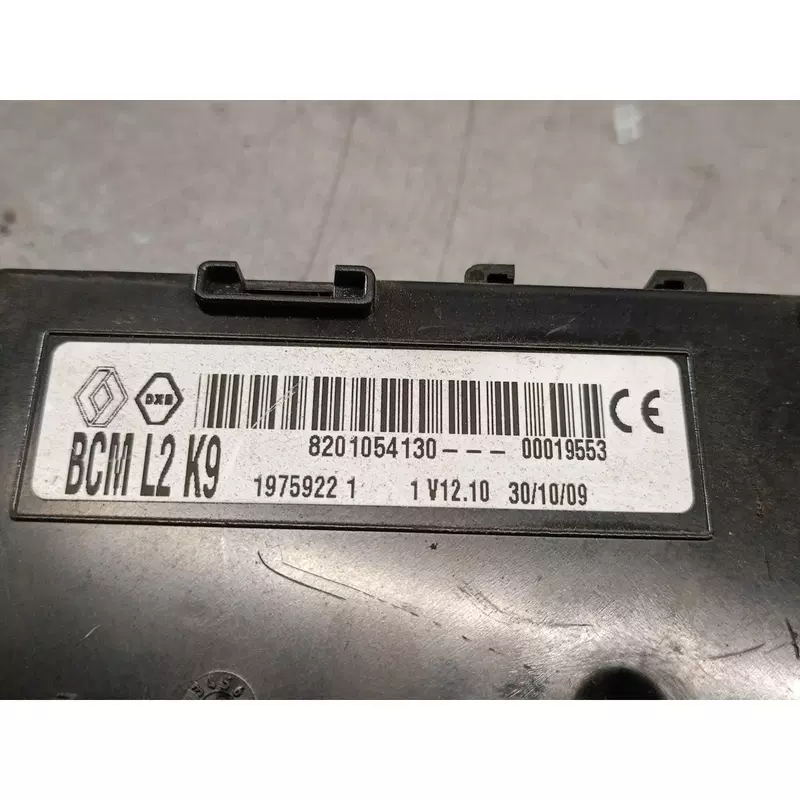 DXB
8201054130--- 00019553 CE
BCM L2 K9 1975922 1 1 V12.10 30/10/09